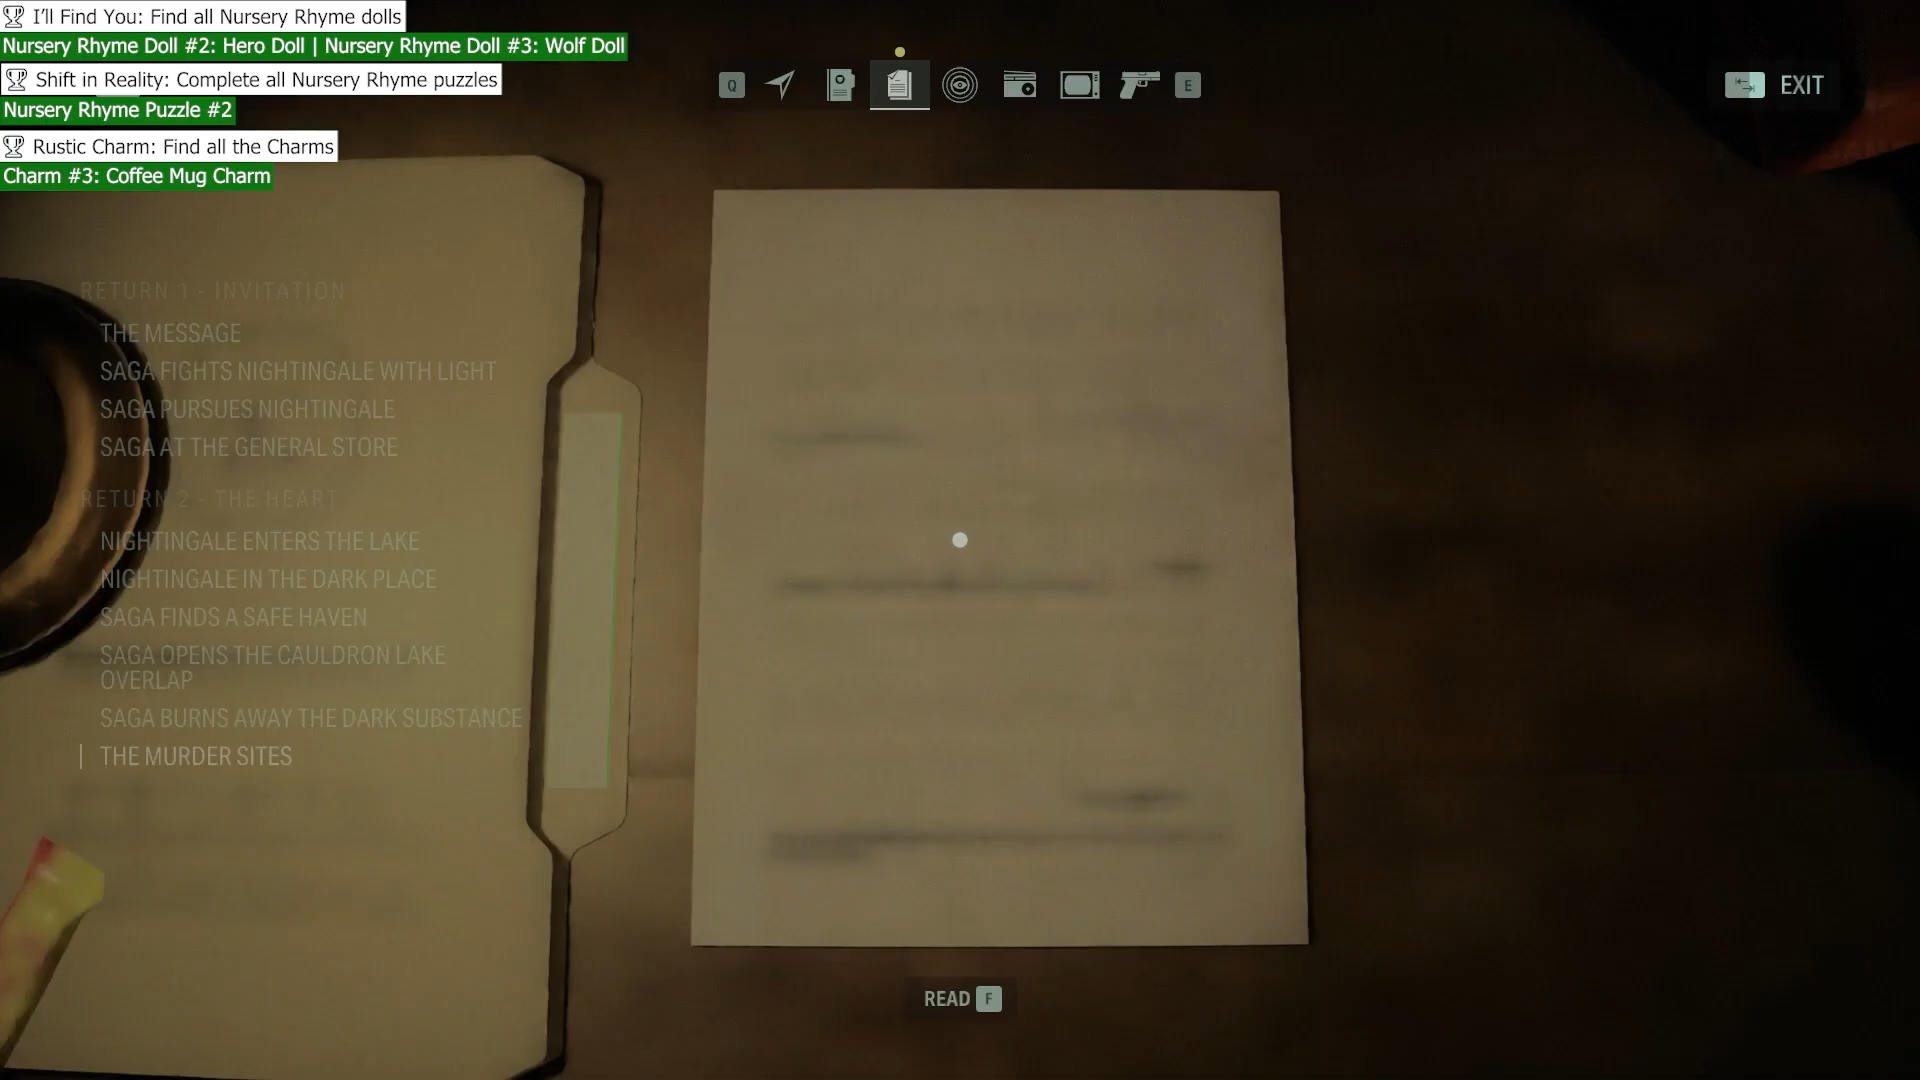 I'll Find You: Find all Nursery Rhyme dolls
Nursery Rhyme Doll #2: Hero Doll | Nursery Rhyme Doll #3: Wolf Doll
Shift in Reality: Complete all Nursery Rhyme puzzles
Nursery Rhyme Puzzle #2
Rustic Charm: Find all the Charms
Charm #3: Coffee Mug Charm
Q
E
EXIT
RETURN 1 - INVITATION
THE MESSAGE
SAGA FIGHTS NIGHTINGALE WITH LIGHT
SAGA PURSUES NIGHTINGALE
SAGA AT THE GENERAL STORE
RETURN 2 - THE HEART
NIGHTINGALE ENTERS THE LAKE
NIGHTINGALE IN THE DARK PLACE
SAGA FINDS A SAFE HAVEN
SAGA OPENS THE CAULDRON LAKE
OVERLAP
SAGA BURNS AWAY THE DARK SUBSTANCE
THE MURDER SITES
READ F